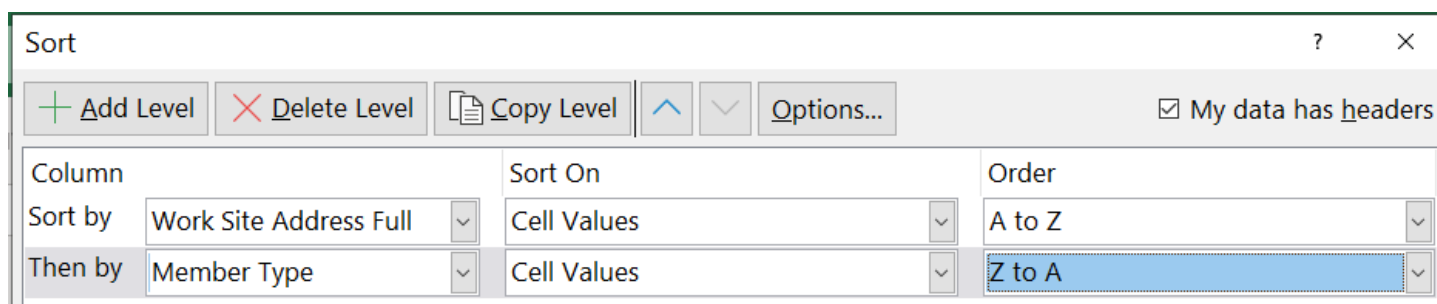 Sort ?
Add Level Delete Level Copy Level Options... My data has headers
Column Sort On Order
Sort by Work Site Address Full Cell Values A to Z
Then by Member Type Cell Values Z to A